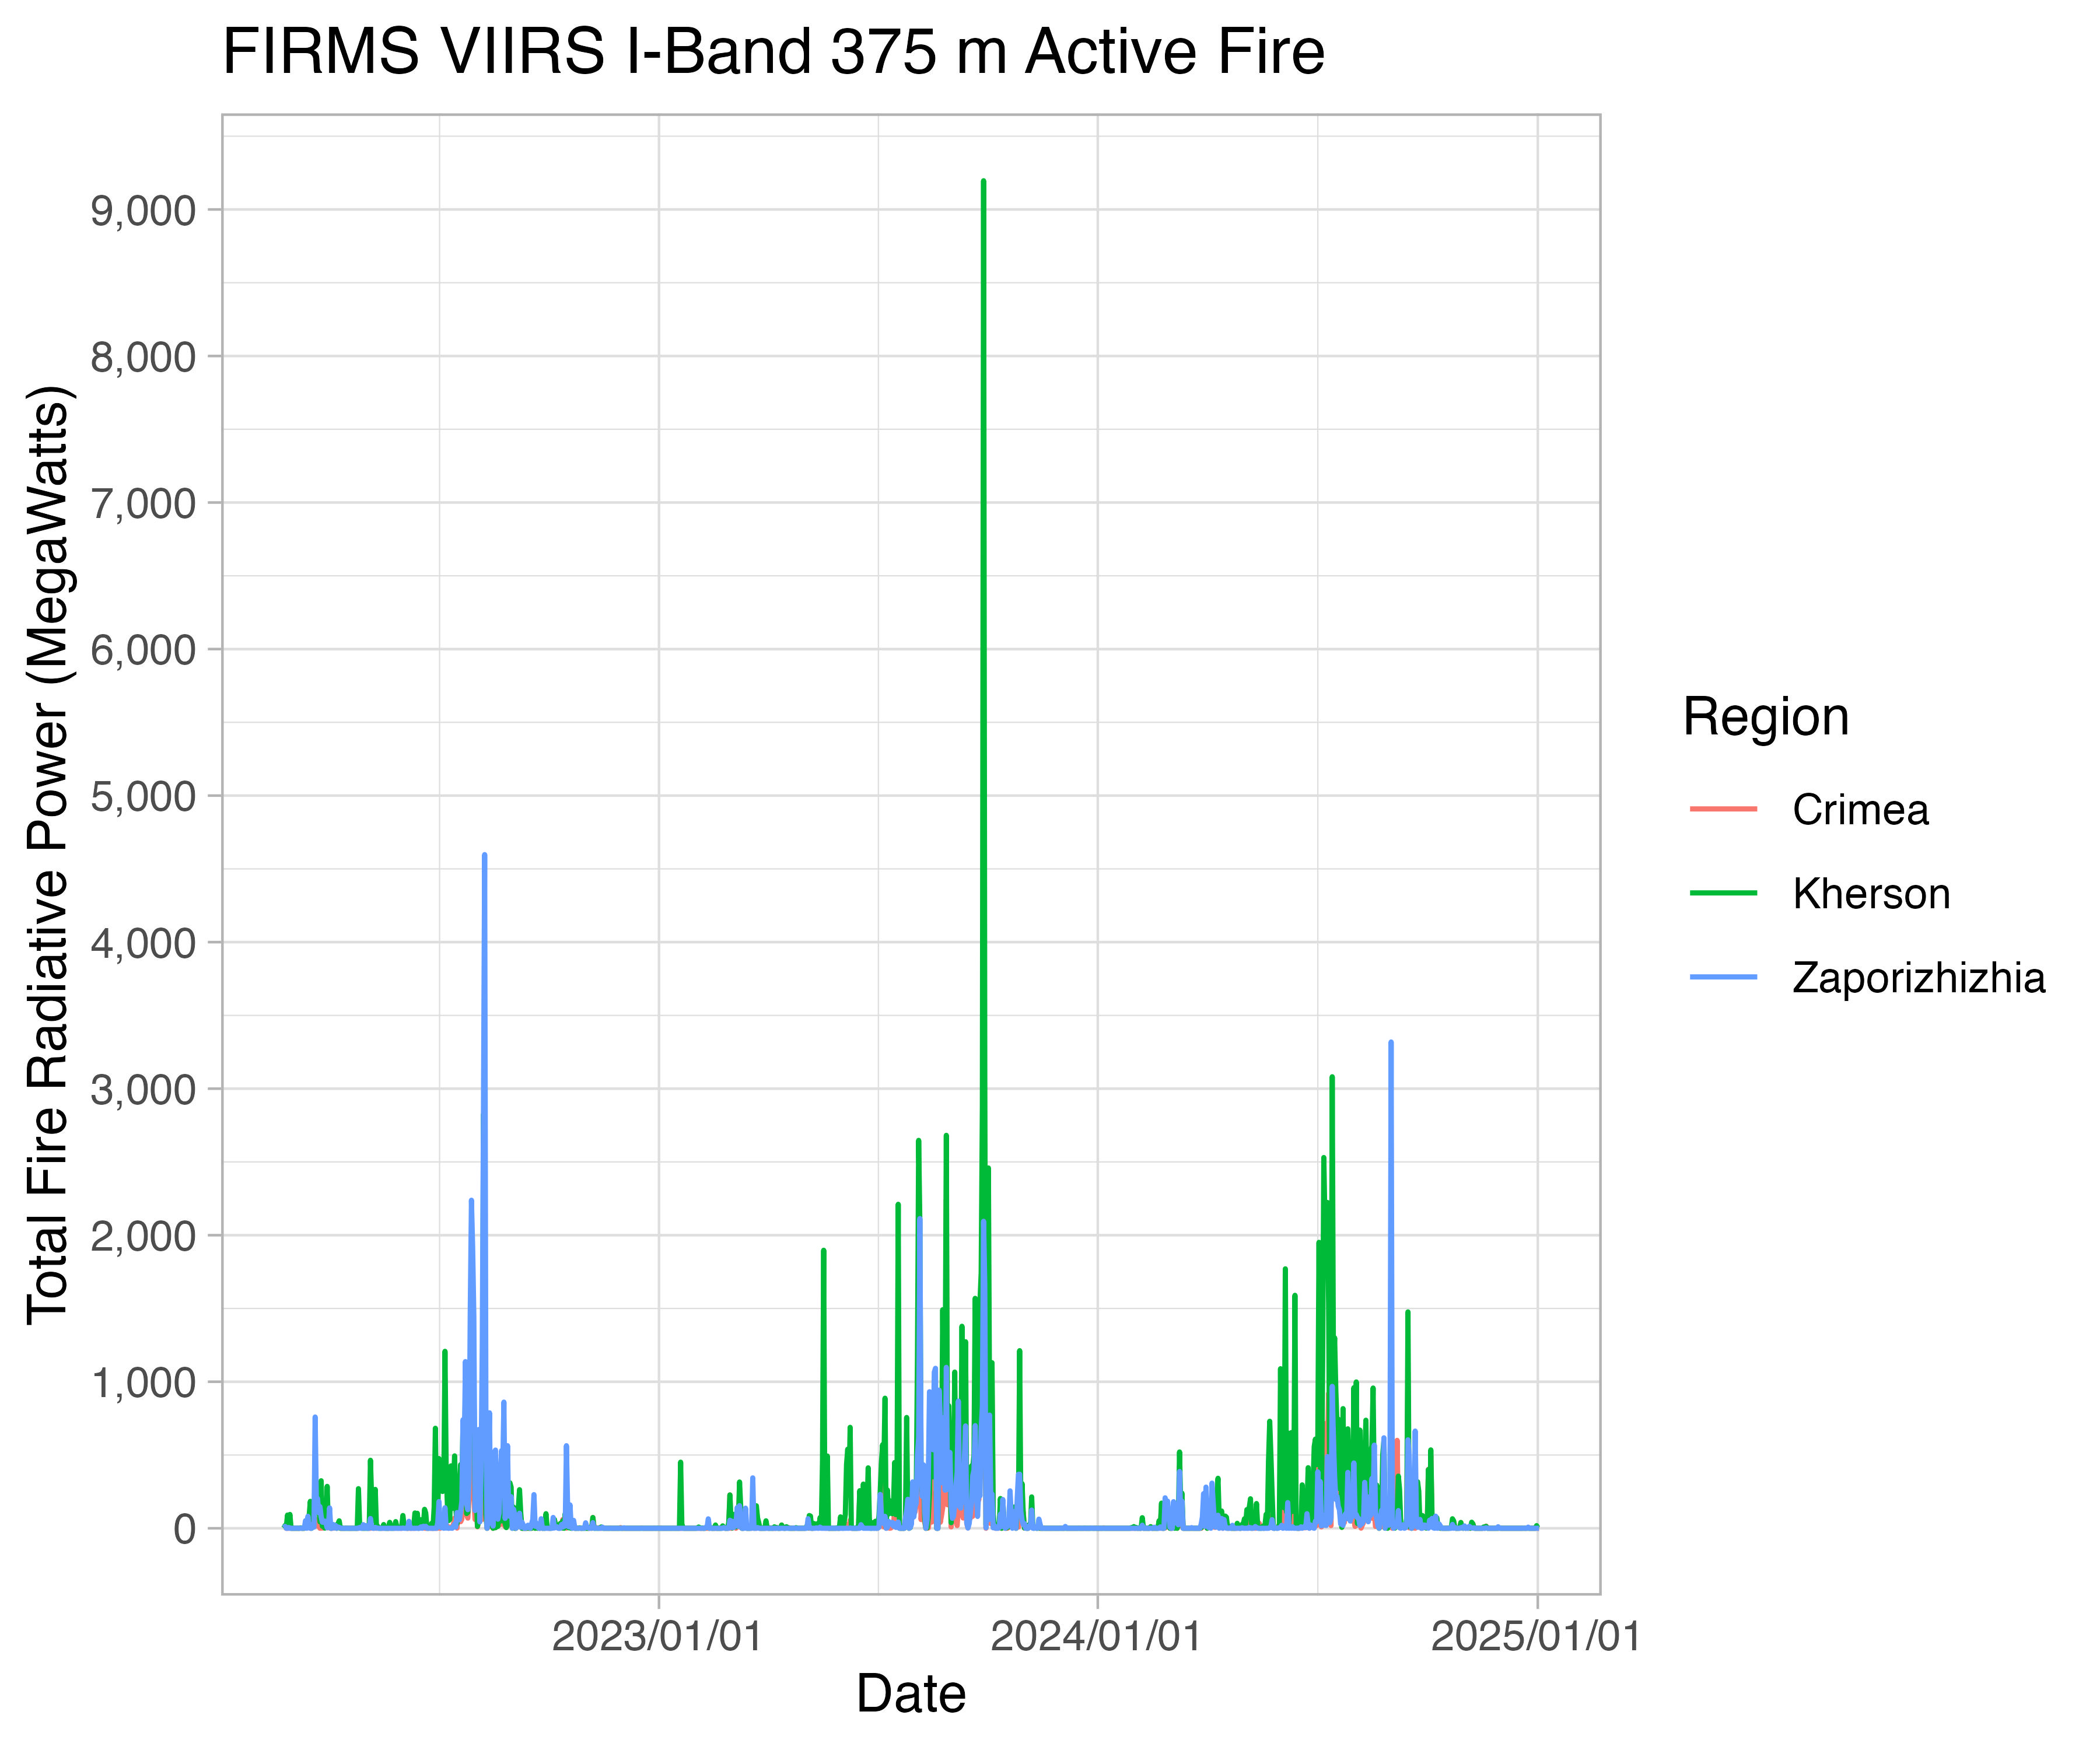 FIRMS VIIRS I-Band 375 m Active Fire
Total Fire Radiative Power (MegaWatts)
9,000
8,000
7,000
6,000
5,000
4,000
3,000
2,000
1,000
0
2023/01/01 2024/01/01 2025/01/01
Date
Region
Crimea
Kherson
Zaporizhizhia